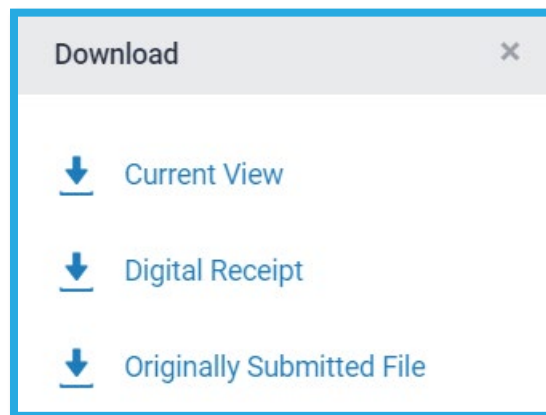 Download
Current View
Digital Receipt
Originally Submitted File